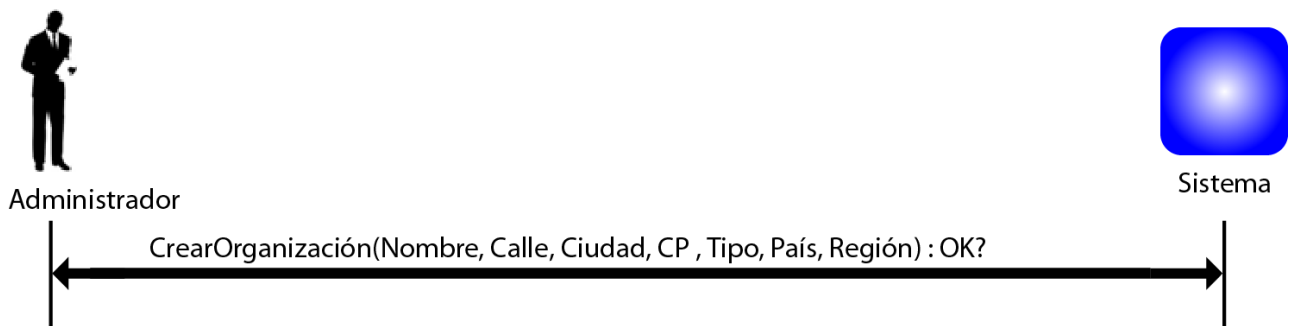 Administrador
Sistema
CrearOrganización(Nombre, Calle, Ciudad, CP , Tipo, País, Región) : OK?